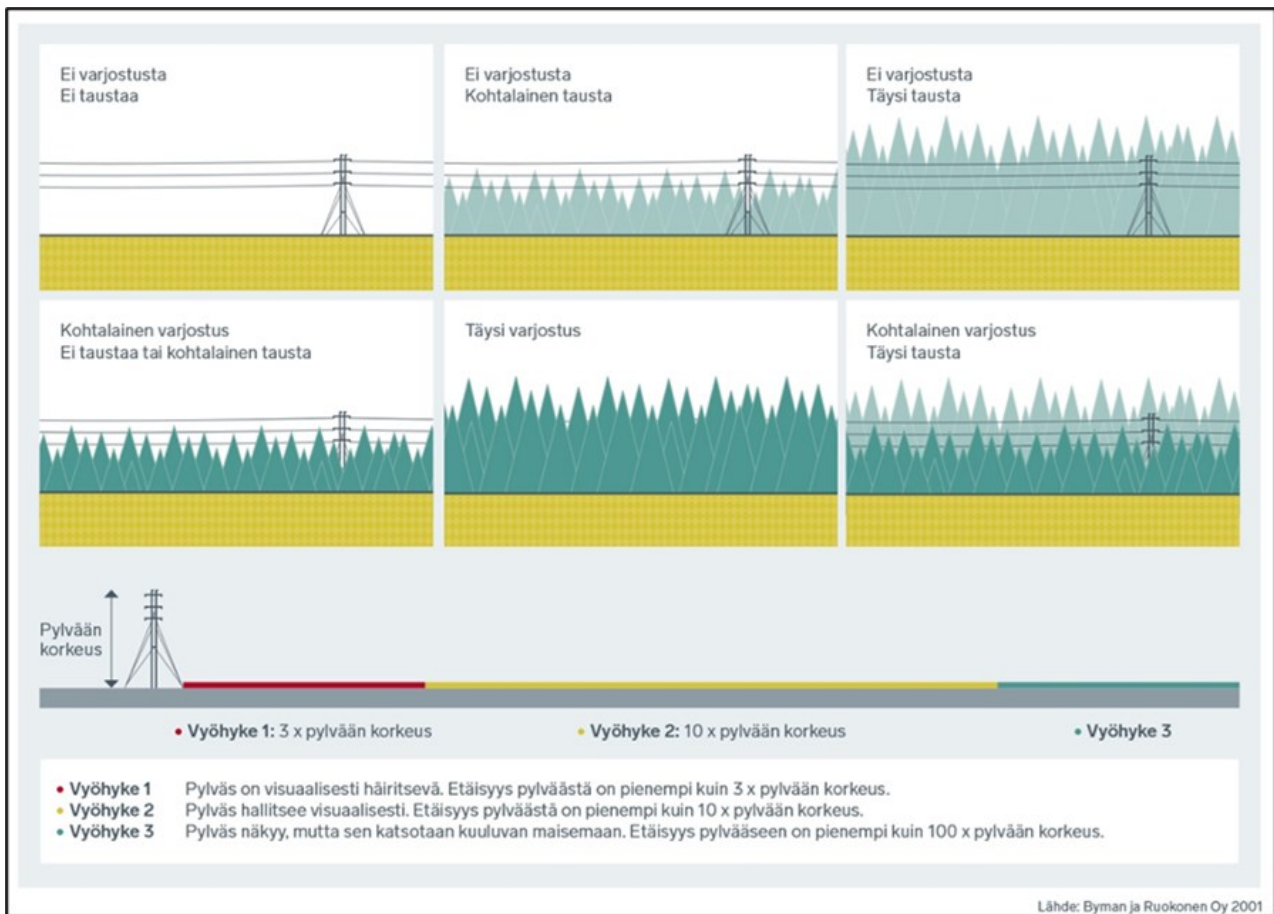 Ei varjostusta
Ei taustaa
Ei varjostusta
Kohtalainen tausta
Ei varjostusta
Täysi tausta
Kohtalainen varjostus
Ei taustaa tai kohtalainen tausta
Täysi varjostus
Kohtalainen varjostus
Täysi tausta
Pylvään
korkeus
• Vyöhyke 1: 3 x pylvään korkeus
• Vyöhyke 2: 10 x pylvään korkeus
• Vyöhyke 3
• Vyöhyke 1 Pylväs on visuaalisesti häiritsevä. Etäisyys pylväästä on pienempi kuin 3 x pylvään korkeus.
• Vyöhyke 2 Pylväs hallitsee visuaalisesti. Etäisyys pylväästä on pienempi kuin 10 x pylvään korkeus.
• Vyöhyke 3 Pylväs näkyy, mutta sen katsotaan kuuluvan maisemaan. Etäisyys pylvääseen on pienempi kuin 100 x pylvään korkeus.
Lähde: Byman ja Ruokonen Oy 2001